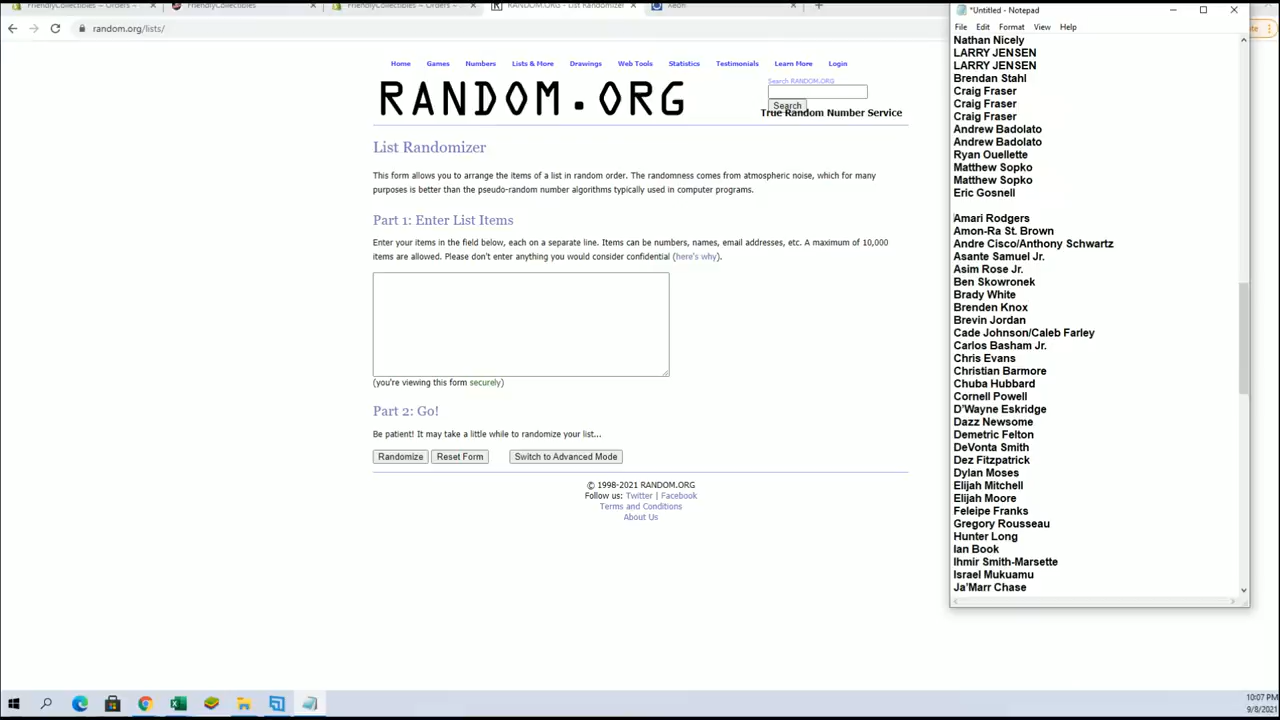 FriendlyCollectibles ~ Orders
FriendlyCollectibles
FriendlyCollectibles ~ Orders
RANDOM.ORG - List Randomizer
Xeon
random.org/lists/
Home
Games
Numbers
Lists & More
Drawings
Web Tools
Statistics
Testimonials
Learn More
Login
RANDOM.ORG
Search RANDOM.ORG
Search
True Random Number Service
List Randomizer
This form allows you to arrange the items of a list in random order. The randomness comes from atmospheric noise, which for many
purposes is better than the pseudo-random number algorithms typically used in computer programs.
Part 1: Enter List Items
Enter your items in the field below, each on a separate line. Items can be numbers, names, email addresses, etc. A maximum of 10,000
items are allowed. Please don't enter anything you would consider confidential (here's why).
(you're viewing this form securely)
Part 2: Go!
Be patient! It may take a little while to randomize your list...
Randomize
Reset Form
Switch to Advanced Mode
© 1998-2021 RANDOM.ORG
Follow us: Twitter | Facebook
Terms and Conditions
About Us
*Untitled - Notepad
File
Edit
Format
View
Help
Nathan Nicely
LARRY JENSEN
LARRY JENSEN
Brendan Stahl
Craig Fraser
Craig Fraser
Craig Fraser
Andrew Badolato
Andrew Badolato
Ryan Ouellette
Matthew Sopko
Matthew Sopko
Eric Gosnell
Amari Rodgers
Amon-Ra St. Brown
Andre Cisco/Anthony Schwartz
Asante Samuel Jr.
Asim Rose Jr.
Ben Skowronek
Brady White
Brenden Knox
Brevin Jordan
Cade Johnson/Caleb Farley
Carlos Basham Jr.
Chris Evans
Christian Barmore
Chuba Hubbard
Cornell Powell
D'Wayne Eskridge
Dazz Newsome
Demetric Felton
DeVonta Smith
Dez Fitzpatrick
Dylan Moses
Elijah Mitchell
Elijah Moore
Feleipe Franks
Gregory Rousseau
Hunter Long
Ian Book
Ihmir Smith-Marsette
Israel Mukuamu
Ja'Marr Chase
10:07 PM
9/8/2021